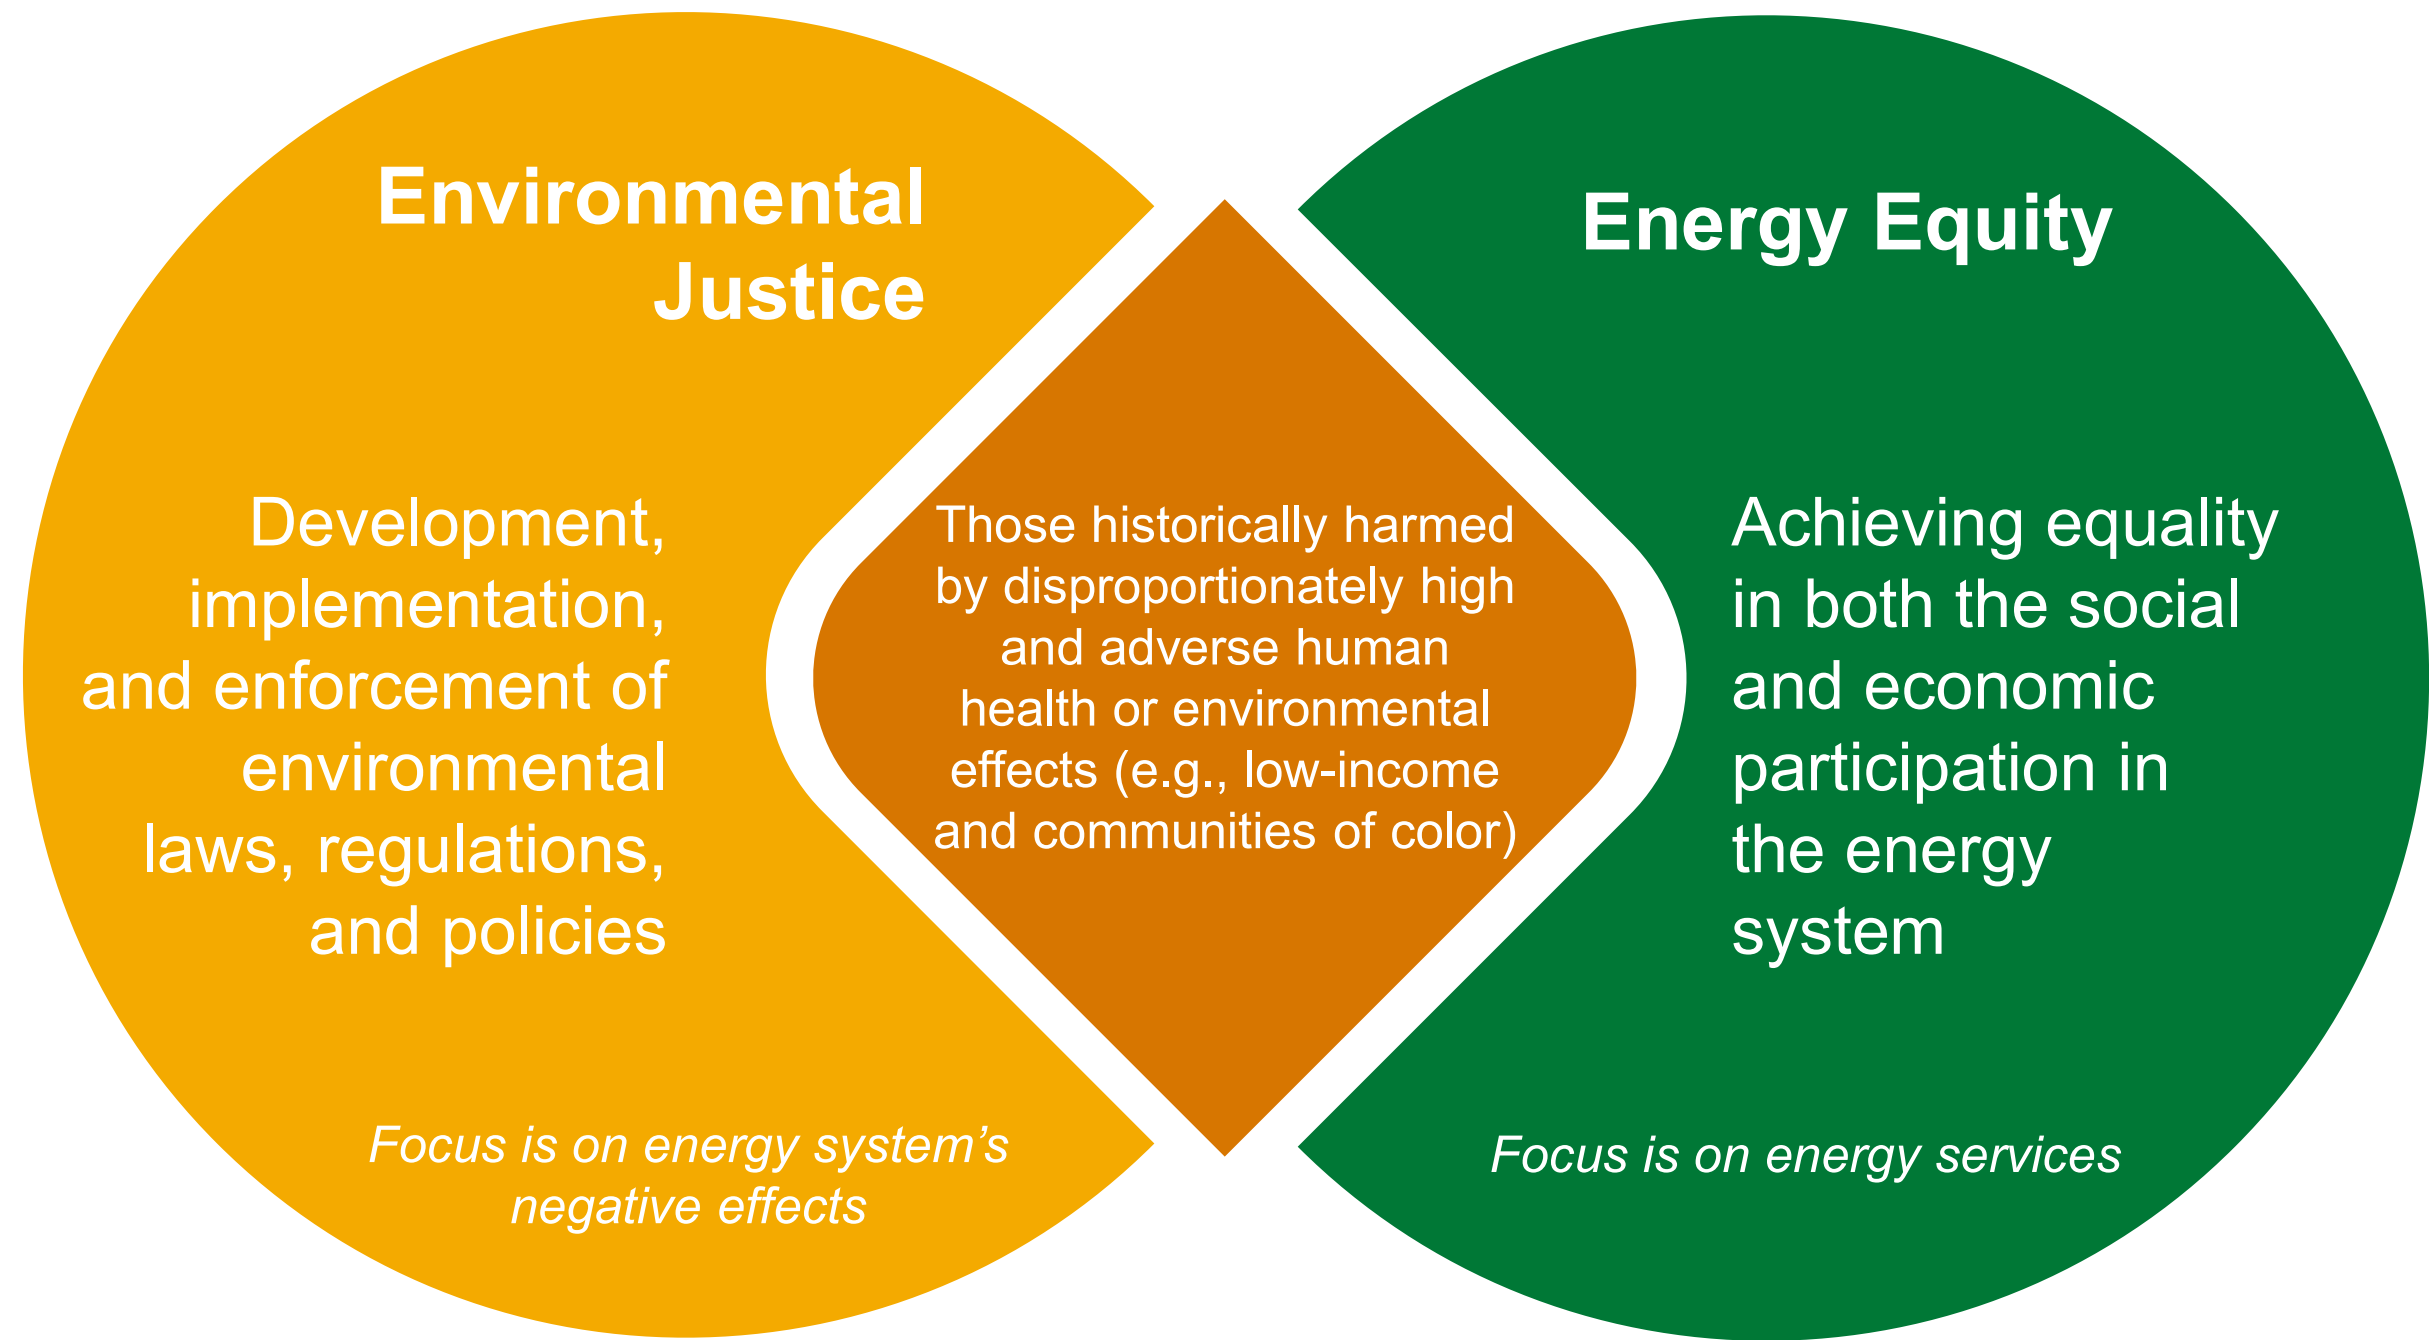 Environmental
Justice
Development,
implementation,
and enforcement of
environmental
laws, regulations,
and policies
Focus is on energy system’s
negative effects
Those historically harmed
by disproportionately high
and adverse human
health or environmental
effects (e.g., low-income
and communities of color)
Energy Equity
Achieving equality
in both the social
and economic
participation in
the energy
system
Focus is on energy services